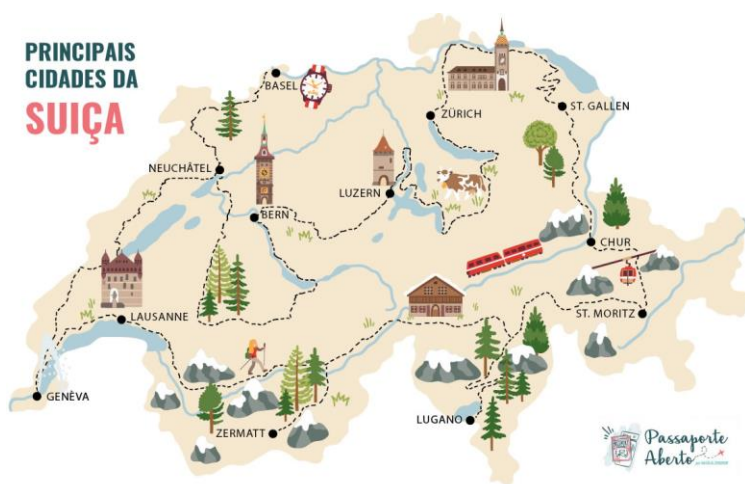 PRINCIPAIS
CIDADES DA
SUIÇA
BASEL
ZÜRICH
ST. GALLEN
NEUCHÂTEL
LUZERN
BERN
CHUR
LAUSANNE
ST. MORITZ
GENÈVA
LUGANO
ZERMATT
Passaporte
Aberto